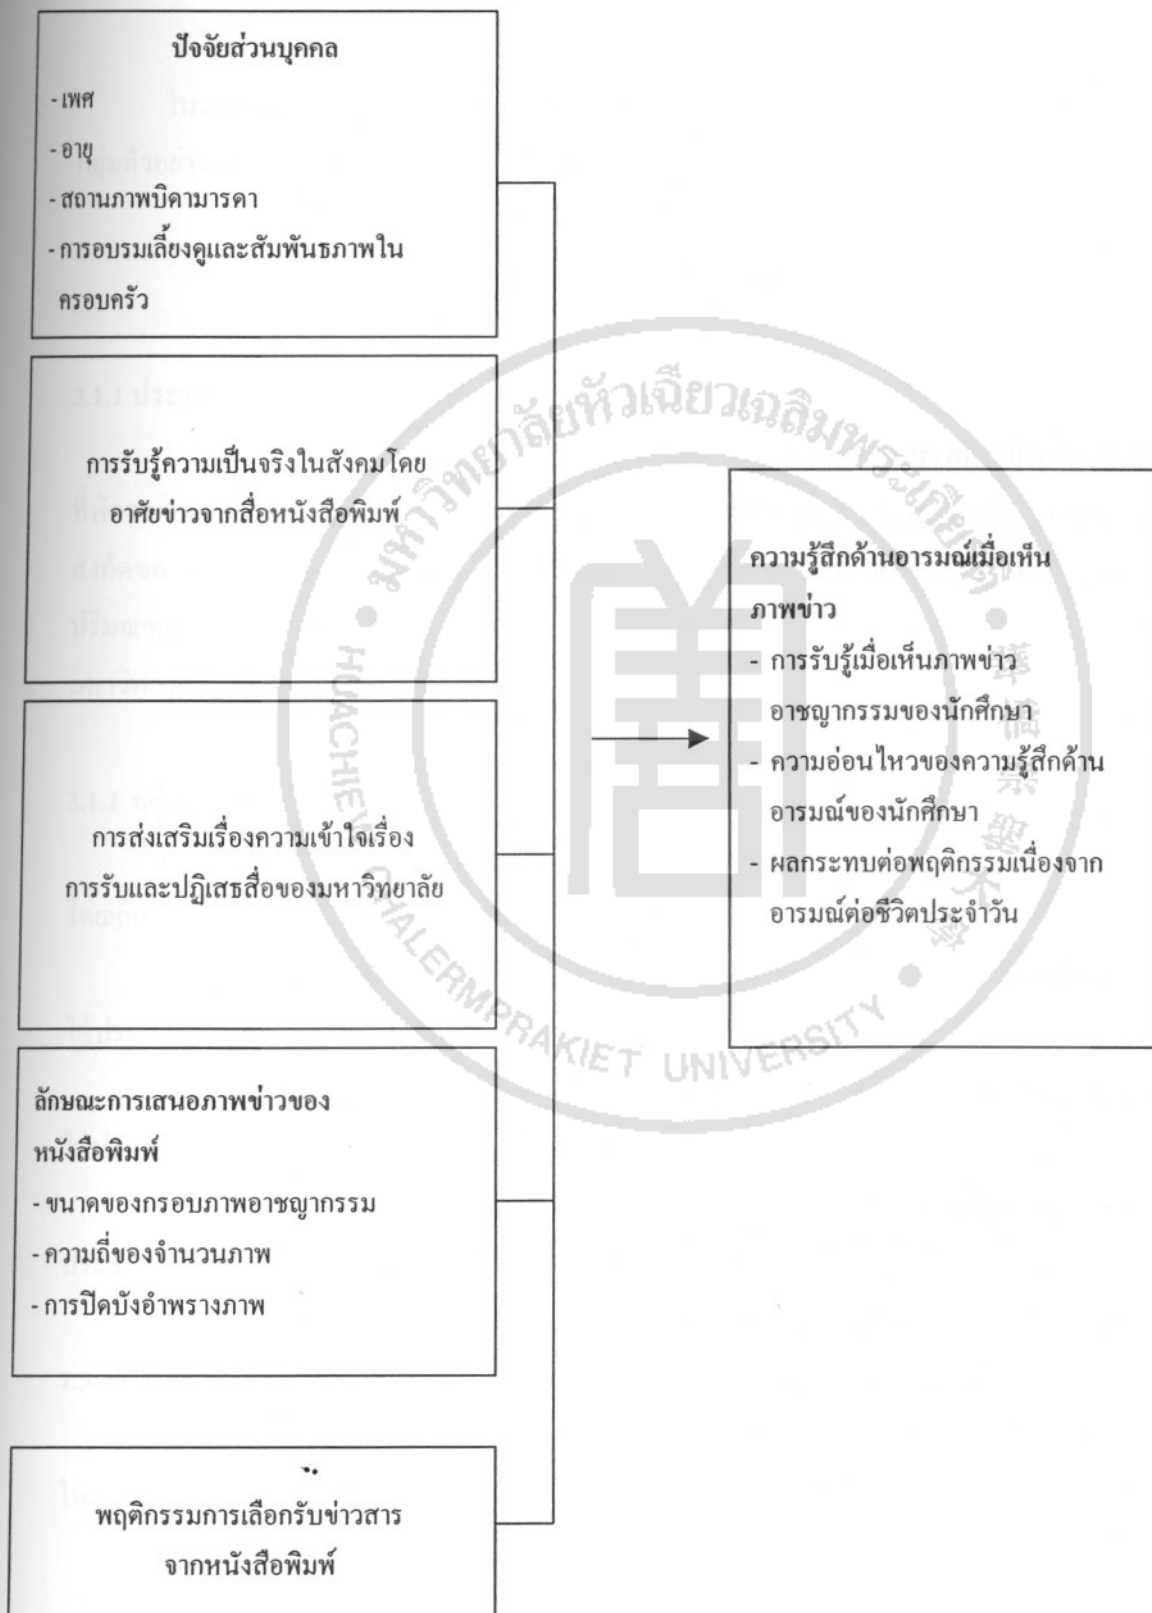 ปัจจัยส่วนบุคคล
- เพศ
- อายุ
- สถานภาพบิดามารดา
- การอบรมเลี้ยงดูและสัมพันธภาพใน
ครอบครัว
การรับรู้ความเป็นจริงในสังคมโดย
อาศัยข่าวจากสื่อหนังสือพิมพ์
การส่งเสริมเรื่องความเข้าใจเรื่อง
การรับและปฏิเสธสื่อของมหาวิทยาลัย
ลักษณะการเสนอภาพข่าวของ
หนังสือพิมพ์
- ขนาดของกรอบภาพอาชญากรรม
- ความถี่ของจำนวนภาพ
- การปิดบังอำพรางภาพ
พฤติกรรมการเลือกรับข่าวสาร
จากหนังสือพิมพ์
ความรู้สึกด้านอารมณ์เมื่อเห็น
ภาพข่าว
- การรับรู้เมื่อเห็นภาพข่าว
อาชญากรรมของนักศึกษา
- ความอ่อนไหวของความรู้สึกด้าน
อารมณ์ของนักศึกษา
- ผลกระทบต่อพฤติกรรมเนื่องจาก
อารมณ์ต่อชีวิตประจำวัน
มหาวิทยาลัยหัวเฉียวเฉลิมพระเกียรติ
HUACHIEW CHALERMPRAKIET UNIVERSITY
華僑崇聖大學
3.1.1
3.1.2